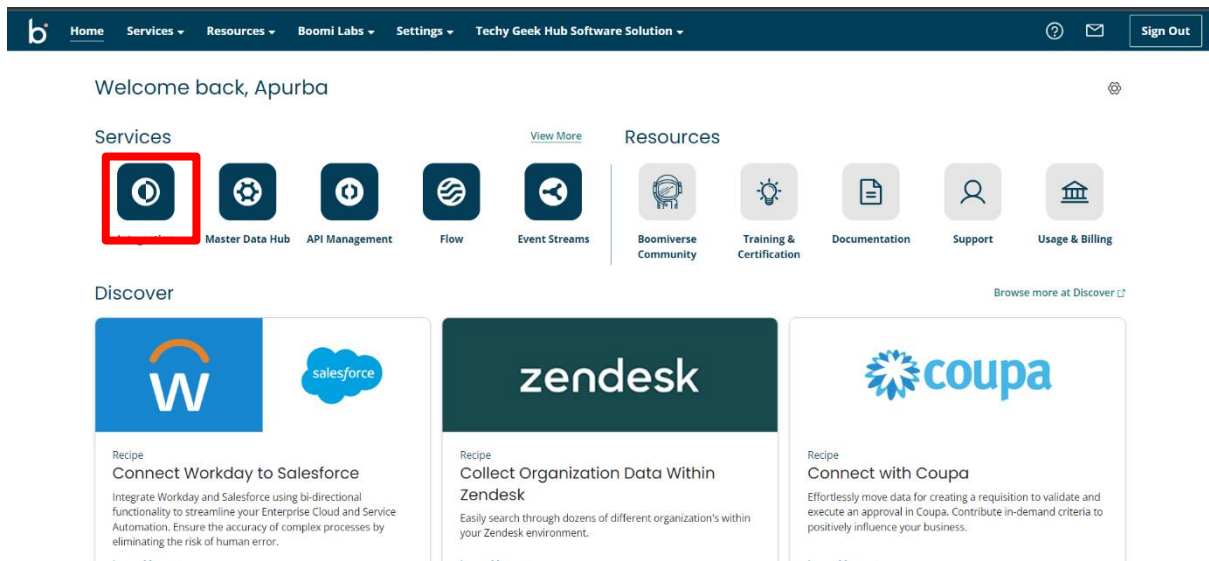 b
Home Services Resources Boomi Labs Settings Techy Geek Hub Software Solution Sign Out
Welcome back, Apurba
Services View More Resources
Master Data Hub API Management Flow Event Streams Boomiverse Community Training & Certification Documentation Support Usage & Billing
Discover Browse more at Discover
W salesforce
zendesk
coupa
Recipe
Connect Workday to Salesforce
Integrate Workday and Salesforce using bi-directional
functionality to streamline your Enterprise Cloud and Service
Automation. Ensure the accuracy of complex processes by
eliminating the risk of human error.
Recipe
Collect Organization Data Within
Zendesk
Easily search through dozens of different organization's within
your Zendesk environment.
Recipe
Connect with Coupa
Effortlessly move data for creating a requisition to validate and
execute an approval in Coupa. Contribute in-demand criteria to
positively influence your business.